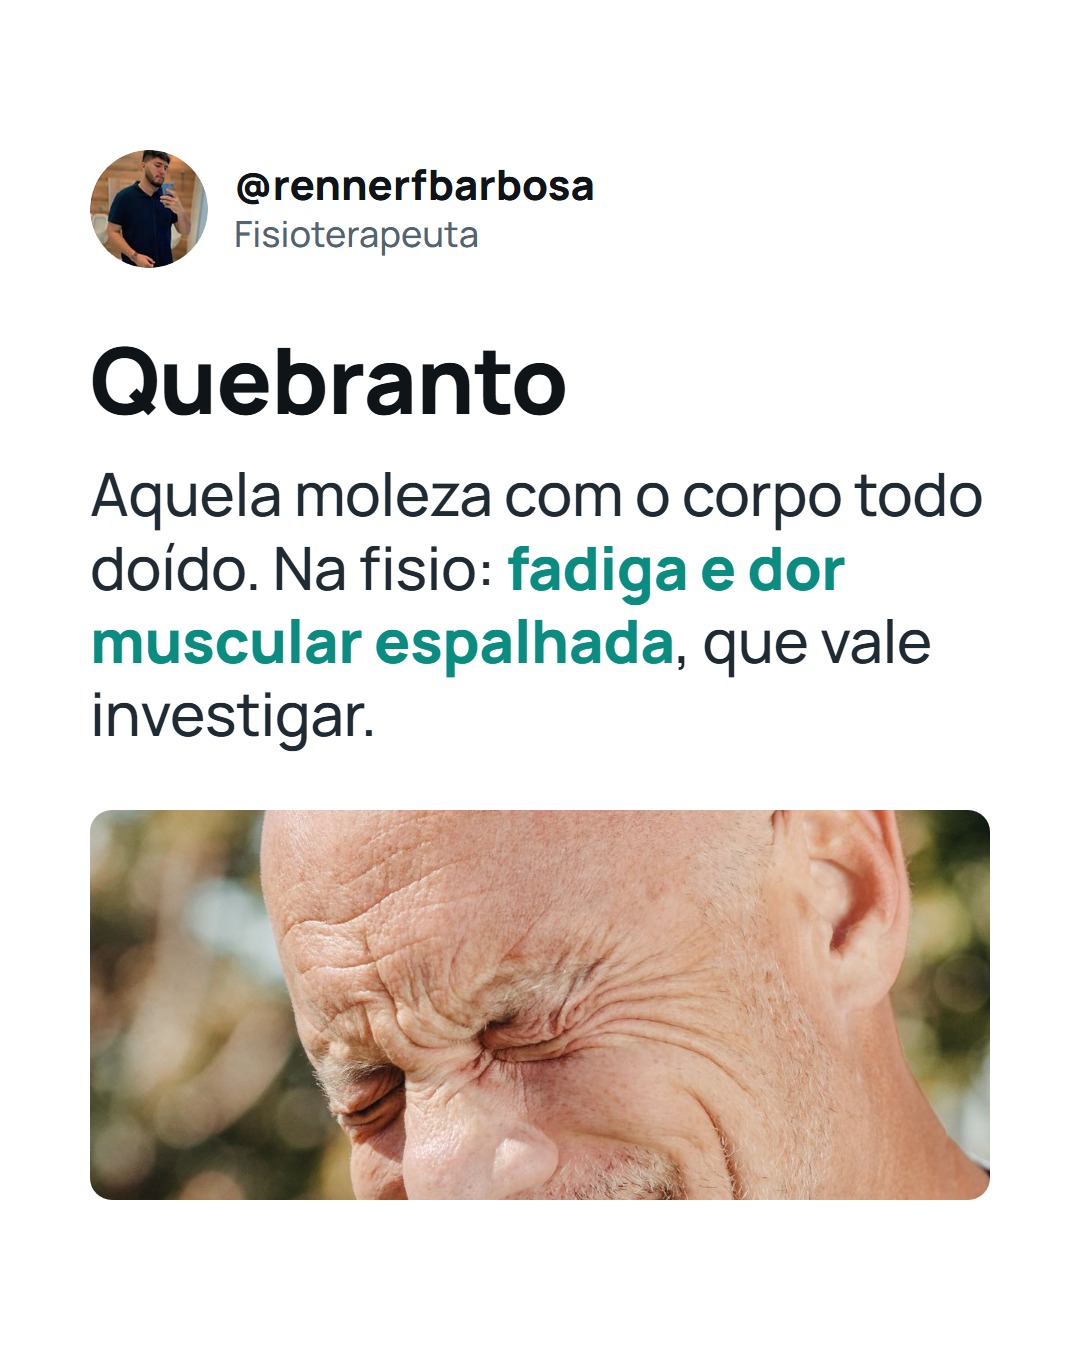 @rennerfbarbosa
Fisioterapeuta
Quebranto
Aquela moleza com o corpo todo
doído. Na fisio: fadiga e dor
muscular espalhada, que vale
investigar.